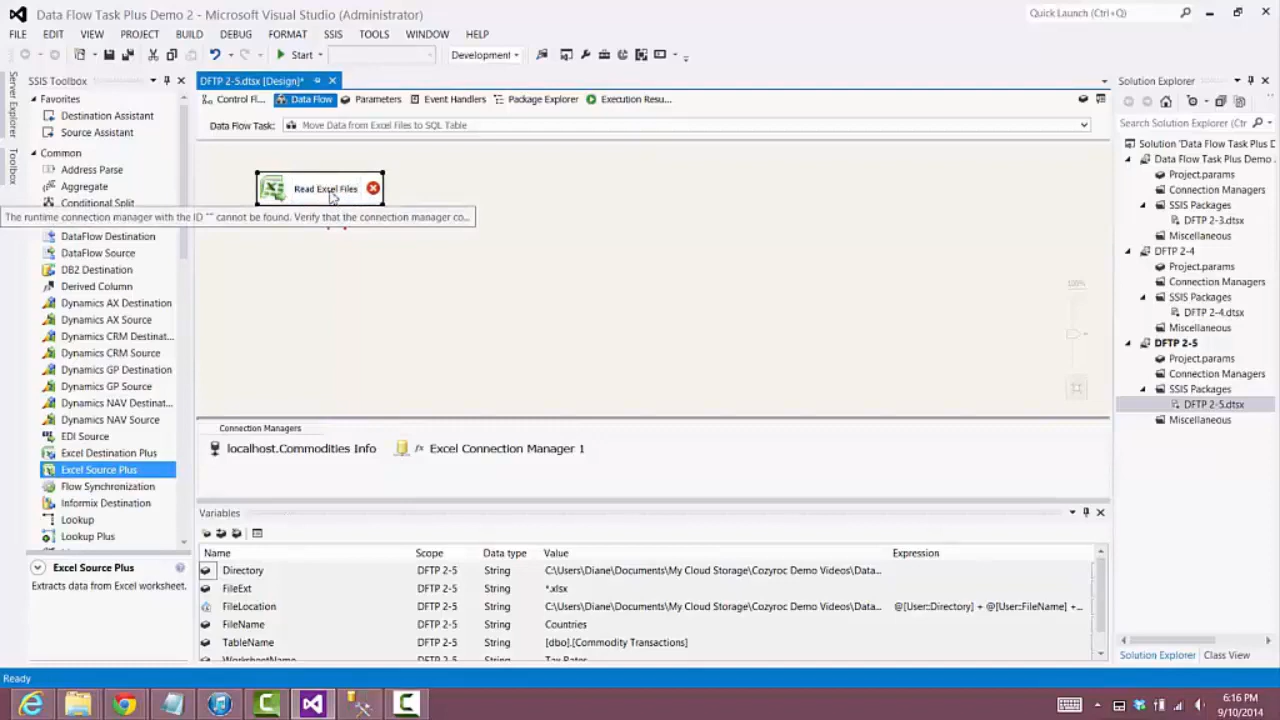 Data Flow Task Plus Demo 2 - Microsoft Visual Studio (Administrator)
Quick Launch (Ctrl+Q)
FILE EDIT VIEW PROJECT BUILD DEBUG FORMAT SSIS TOOLS WINDOW HELP
Start
Development
Server Explorer
Toolbox
SSIS Toolbox
Favorites
Destination Assistant
Source Assistant
Common
Address Parse
Aggregate
Conditional Split
DataFlow Destination
DataFlow Source
DB2 Destination
Derived Column
Dynamics AX Destination
Dynamics AX Source
Dynamics CRM Destinat...
Dynamics CRM Source
Dynamics GP Destination
Dynamics GP Source
Dynamics NAV Destinat...
Dynamics NAV Source
EDI Source
Excel Destination Plus
Excel Source Plus
Flow Synchronization
Informix Destination
Lookup
Lookup Plus
Excel Source Plus
Extracts data from Excel worksheet.
DFTP 2-5.dtsx [Design]*
Control Fl... Data Flow Parameters Event Handlers Package Explorer Execution Resu...
Data Flow Task: Move Data from Excel Files to SQL Table
Read Excel Files
The runtime connection manager with the ID "" cannot be found. Verify that the connection manager co...
100%
Connection Managers
localhost.Commodities Info
fx Excel Connection Manager 1
Variables
Name Scope Data type Value Expression
Directory DFTP 2-5 String C:\Users\Diane\Documents\My Cloud Storage\Cozyroc Demo Videos\Data...
FileExt DFTP 2-5 String *.xlsx
FileLocation DFTP 2-5 String C:\Users\Diane\Documents\My Cloud Storage\Cozyroc Demo Videos\Data... @[User::Directory] + @[User::FileName] +...
FileName DFTP 2-5 String Countries
TableName DFTP 2-5 String [dbo].[Commodity Transactions]
WorksheetName DFTP 2-5 String Tax Rates
Solution Explorer
Search Solution Explorer (Ctr
Solution 'Data Flow Task Plus D
Data Flow Task Plus Demo
Project.params
Connection Managers
SSIS Packages
DFTP 2-3.dtsx
Miscellaneous
DFTP 2-4
Project.params
Connection Managers
SSIS Packages
DFTP 2-4.dtsx
Miscellaneous
DFTP 2-5
Project.params
Connection Managers
SSIS Packages
DFTP 2-5.dtsx
Miscellaneous
Solution Explorer Class View
Ready
6:16 PM
9/10/2014